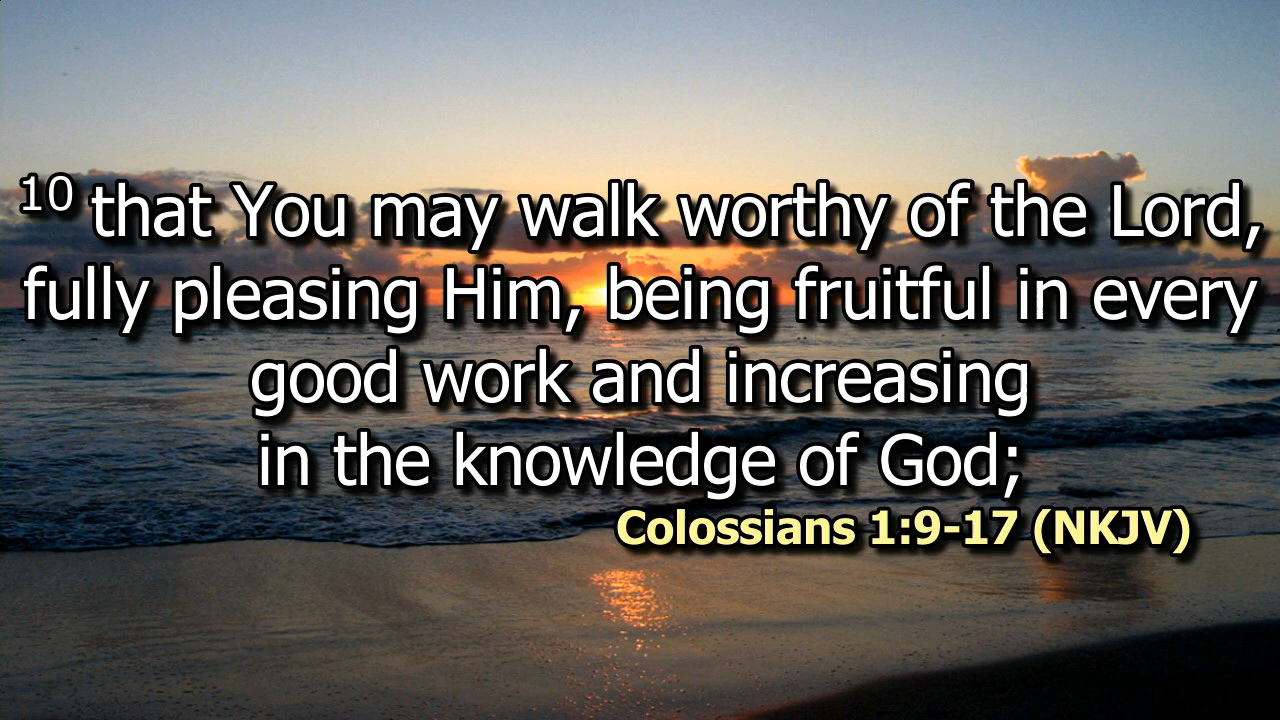 10 that You may walk worthy of the Lord,
fully pleasing Him, being fruitful in every
good work and increasing
in the knowledge of God;
Colossians 1:9-17 (NKJV)